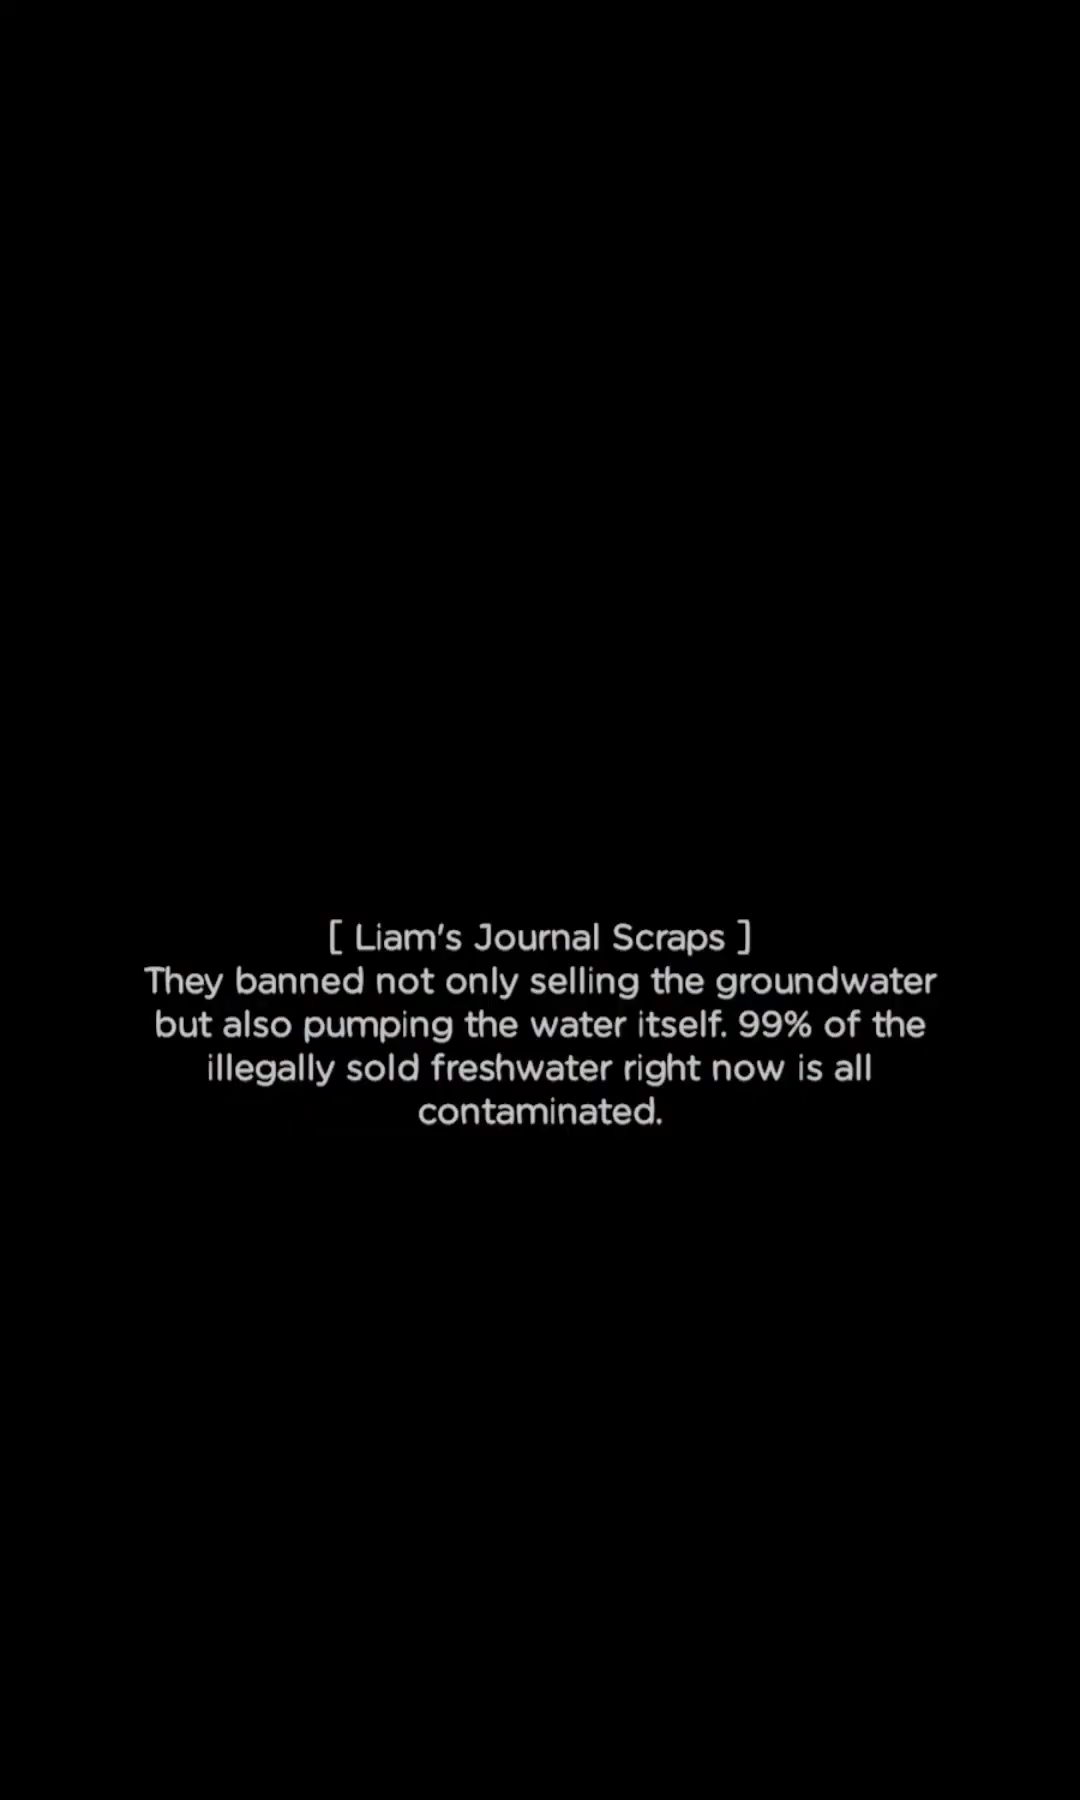 [ Liam's Journal Scraps ]
They banned not only selling the groundwater
but also pumping the water itself. 99% of the
illegally sold freshwater right now is all
contaminated.